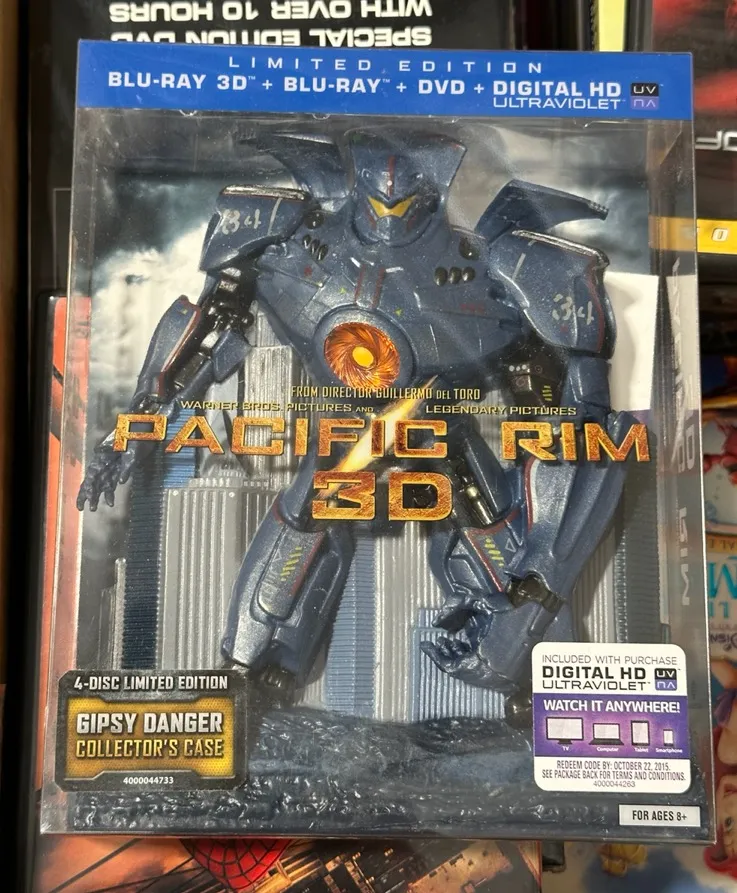 SPECIAL EDITION DVD
WITH OVER 10 HOURS
LIMITED EDITION
BLU-RAY 3D™ + BLU-RAY™ + DVD + DIGITAL HD UV
ULTRAVIOLET™
84
34
FROM DIRECTOR GUILLERMO DEL TORO
WARNER BROS. PICTURES AND LEGENDARY PICTURES
PACIFIC RIM
3D
4-DISC LIMITED EDITION
GIPSY DANGER
COLLECTOR'S CASE
4000044733
INCLUDED WITH PURCHASE
DIGITAL HD UV
ULTRAVIOLET™
WATCH IT ANYWHERE!
TV Computer Tablet Smartphone
REDEEM CODE BY: OCTOBER 22, 2015.
SEE PACKAGE BACK FOR TERMS AND CONDITIONS.
4000044263
FOR AGES 8+